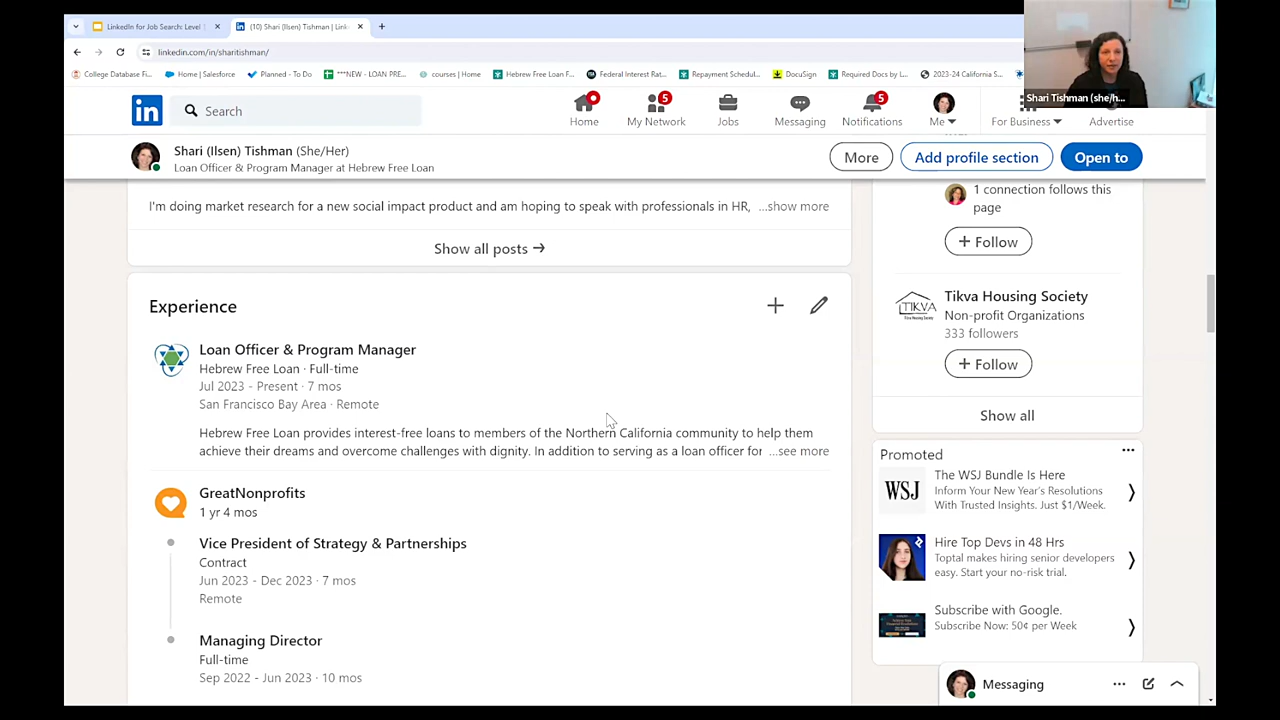 LinkedIn for Job Search: Level
(10) Shari (Ilsen) Tishman | Link
linkedin.com/in/sharitishman/
College Database Fi...
Home | Salesforce
Planned - To Do
***NEW - LOAN PRE...
courses | Home
Hebrew Free Loan F...
Federal Interest Rat...
Repayment Schedul...
DocuSign
Required Docs by L...
2023-24 California S...
Shari Tishman (she/h...
in
Search
Home
5
My Network
Jobs
Messaging
5
Notifications
Me
For Business
Advertise
Shari (Ilsen) Tishman (She/Her)
Loan Officer & Program Manager at Hebrew Free Loan
More
Add profile section
Open to
I'm doing market research for a new social impact product and am hoping to speak with professionals in HR, ...show more
Show all posts →
Experience
Loan Officer & Program Manager
Hebrew Free Loan · Full-time
Jul 2023 - Present · 7 mos
San Francisco Bay Area · Remote
Hebrew Free Loan provides interest-free loans to members of the Northern California community to help them
achieve their dreams and overcome challenges with dignity. In addition to serving as a loan officer for ...see more
GreatNonprofits
1 yr 4 mos
Vice President of Strategy & Partnerships
Contract
Jun 2023 - Dec 2023 · 7 mos
Remote
Managing Director
Full-time
Sep 2022 - Jun 2023 · 10 mos
1 connection follows this
page
+ Follow
TIKVA
Tikva Housing Society
Non-profit Organizations
333 followers
+ Follow
Show all
Promoted
WSJ
The WSJ Bundle Is Here
Inform Your New Year's Resolutions
With Trusted Insights. Just $1/Week.
Hire Top Devs in 48 Hrs
Toptal makes hiring senior developers
easy. Start your no-risk trial.
Subscribe with Google.
Subscribe Now: 50¢ per Week
Messaging